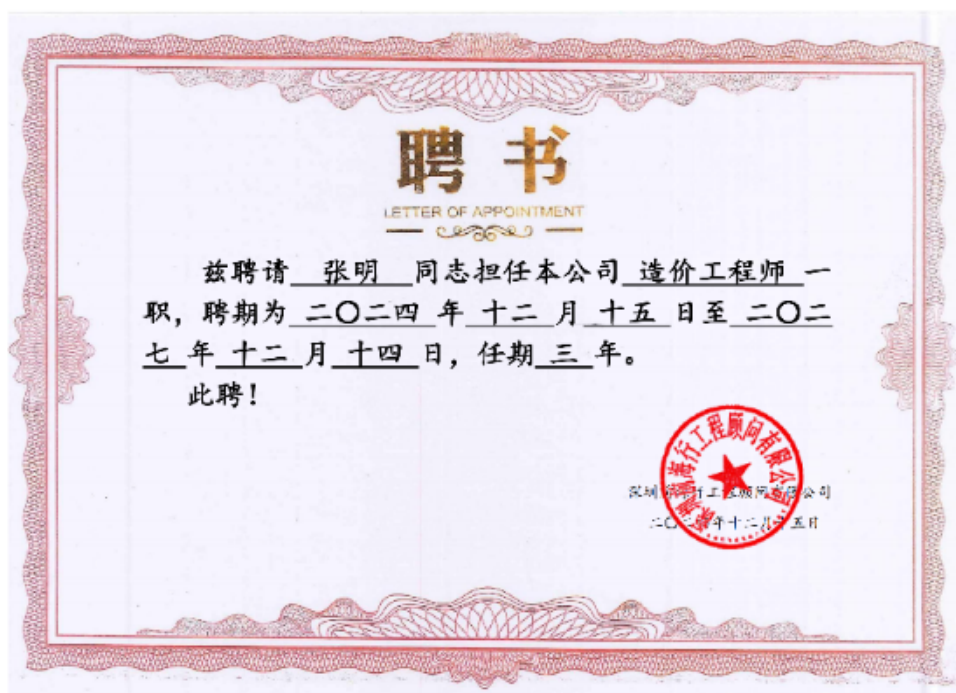 聘 书
LETTER OF APPOINTMENT
兹聘请 张明 同志担任本公司 造价工程师 一
职，聘期为 二〇二四 年 十二 月 十五 日至 二〇二
七 年 十二 月 十四 日，任期 三 年。
此聘！
海行工程顾问有限公司
深圳 行工程顾问有限公司
二〇 年十二月十五日